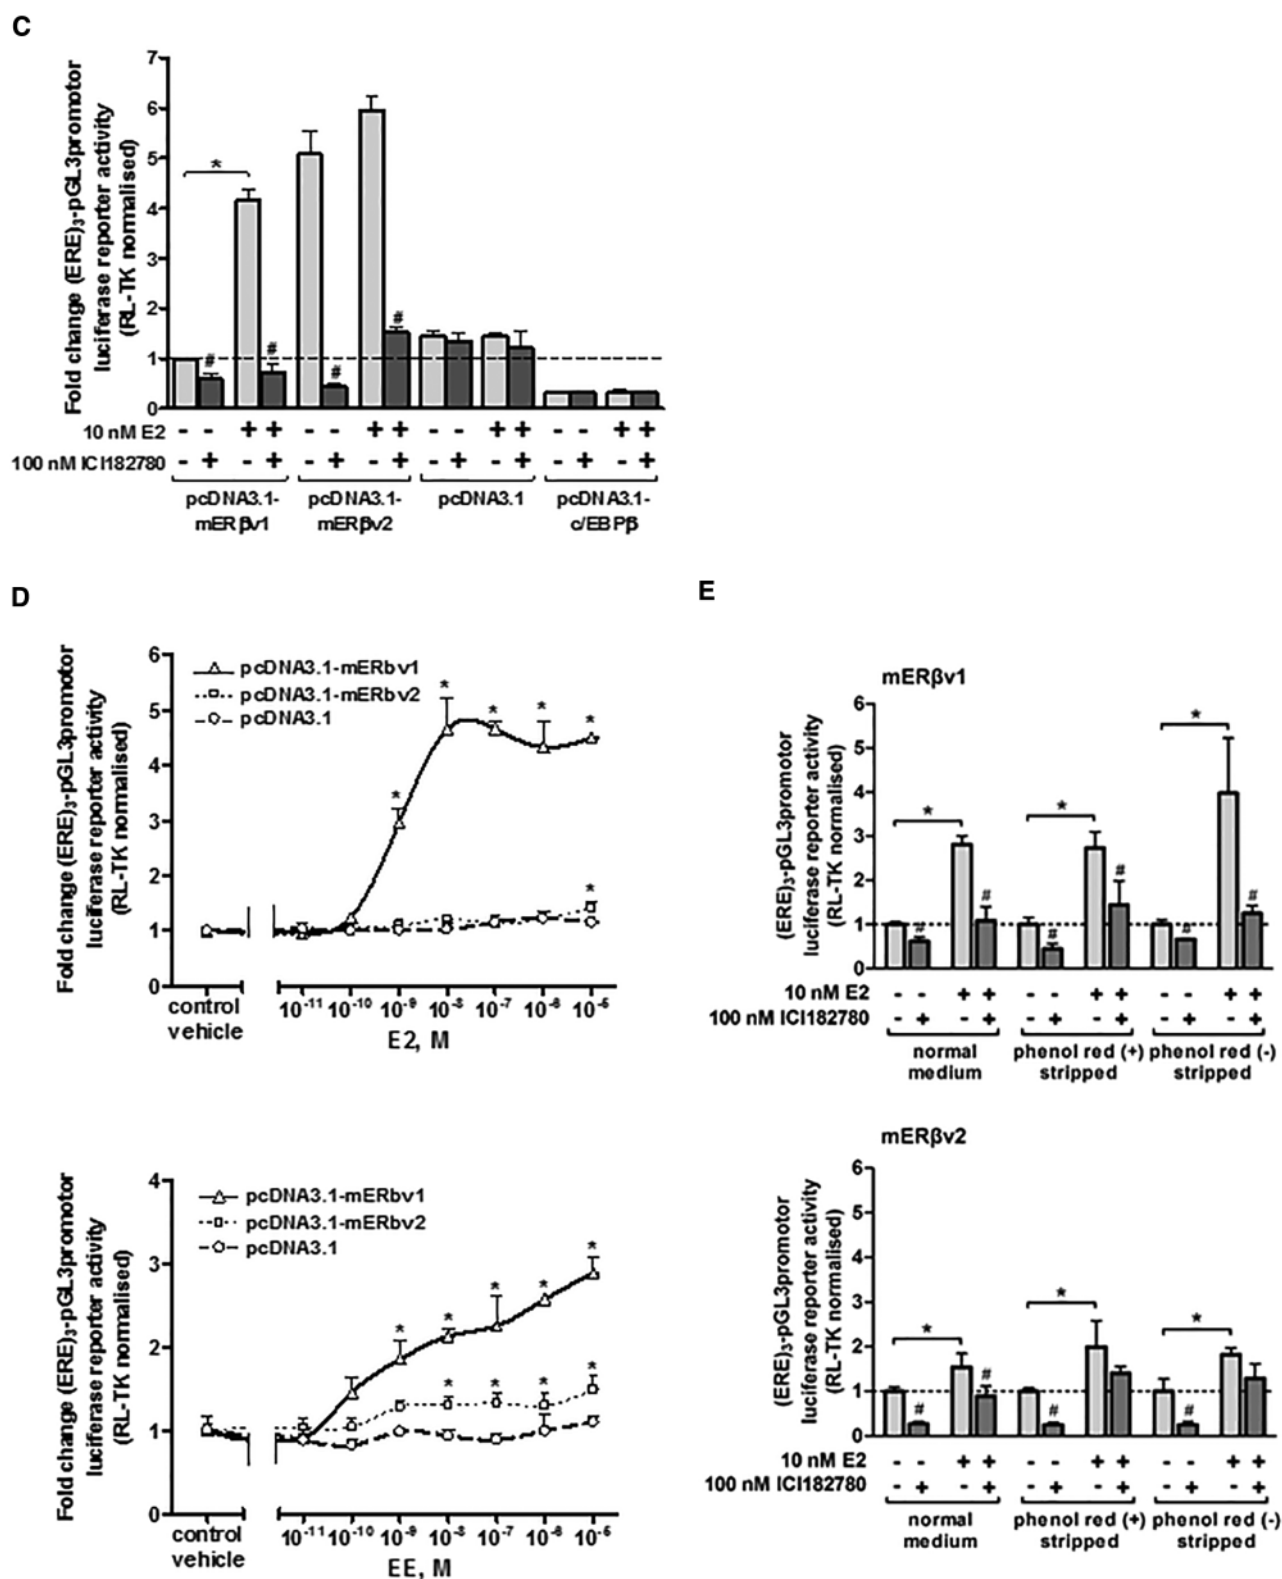 C
Fold change (ERE)3-pGL3promotor
luciferase reporter activity
(RL-TK normalised)
7
6
5
4
3
2
1
0
*
#
#
#
#
10 nM E2 - - + + - - + + - - + + - - + +
100 nM ICI182780 - + - + - + - + - + - + - + - +
pcDNA3.1-
mERβv1
pcDNA3.1-
mERβv2
pcDNA3.1
pcDNA3.1-
c/EBPβ
D
Fold change (ERE)3-pGL3promotor
luciferase reporter activity
(RL-TK normalised)
6
5
4
3
2
1
0
pcDNA3.1-mERbv1
pcDNA3.1-mERbv2
pcDNA3.1
* * * * *
*
control
vehicle
10-11 10-10 10-9 10-8 10-7 10-6 10-5
E2, M
Fold change (ERE)3-pGL3promotor
luciferase reporter activity
(RL-TK normalised)
4
3
2
1
0
pcDNA3.1-mERbv1
pcDNA3.1-mERbv2
pcDNA3.1
* * * * *
* * * *
control
vehicle
10-11 10-10 10-9 10-8 10-7 10-6
EE, M
E
mERβv1
(ERE)3-pGL3promotor
luciferase reporter activity
(RL-TK normalised)
6
5
4
3
2
1
0
* * *
# # # # # #
10 nM E2 - - + + - - + + - - + +
100 nM ICI182780 - + - + - + - + - + - +
normal
medium
phenol red (+)
stripped
phenol red (-)
stripped
mERβv2
(ERE)3-pGL3promotor
luciferase reporter activity
(RL-TK normalised)
6
5
4
3
2
1
0
* * *
# # # #
10 nM E2 - - + + - - + + - - + +
100 nM ICI182780 - + - + - + - + - + - +
normal
medium
phenol red (+)
stripped
phenol red (-)
stripped